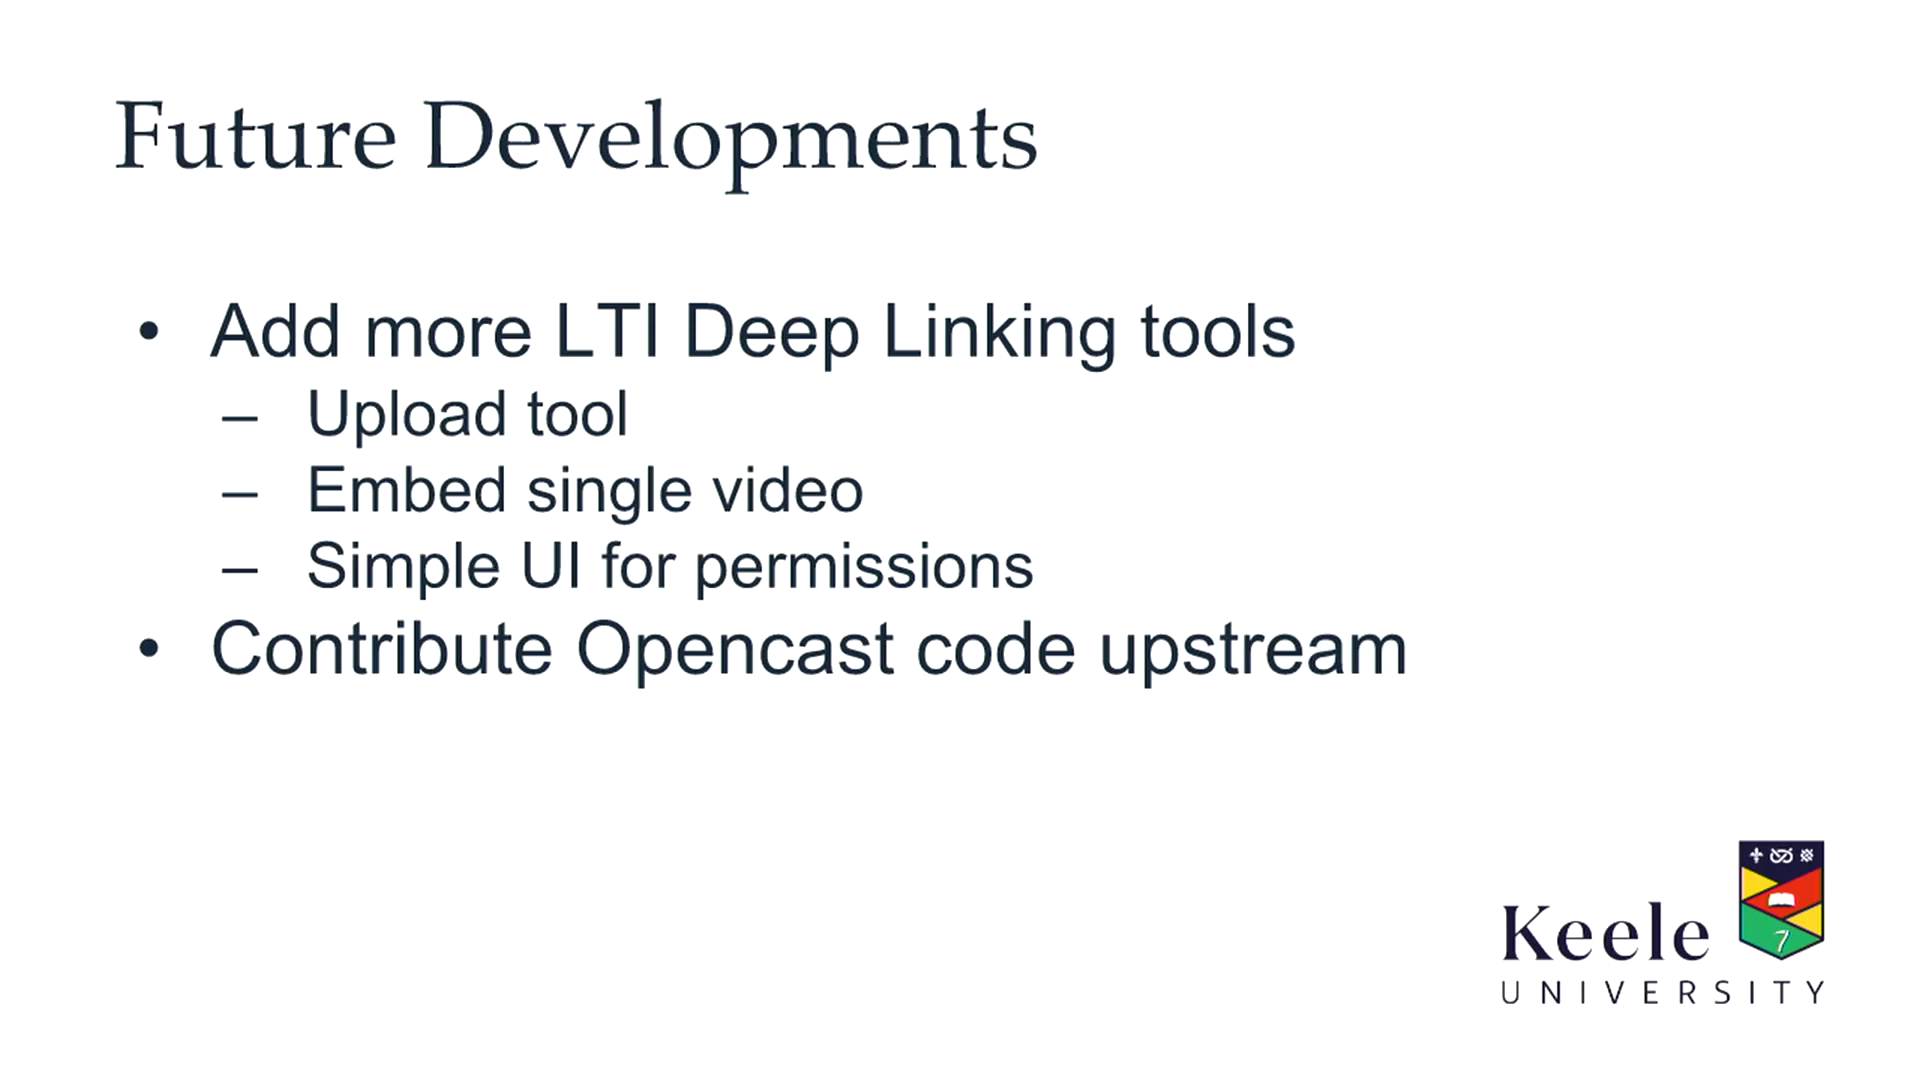 Future Developments
• Add more LTI Deep Linking tools
– Upload tool
– Embed single video
– Simple UI for permissions
• Contribute Opencast code upstream
Keele
UNIVERSITY